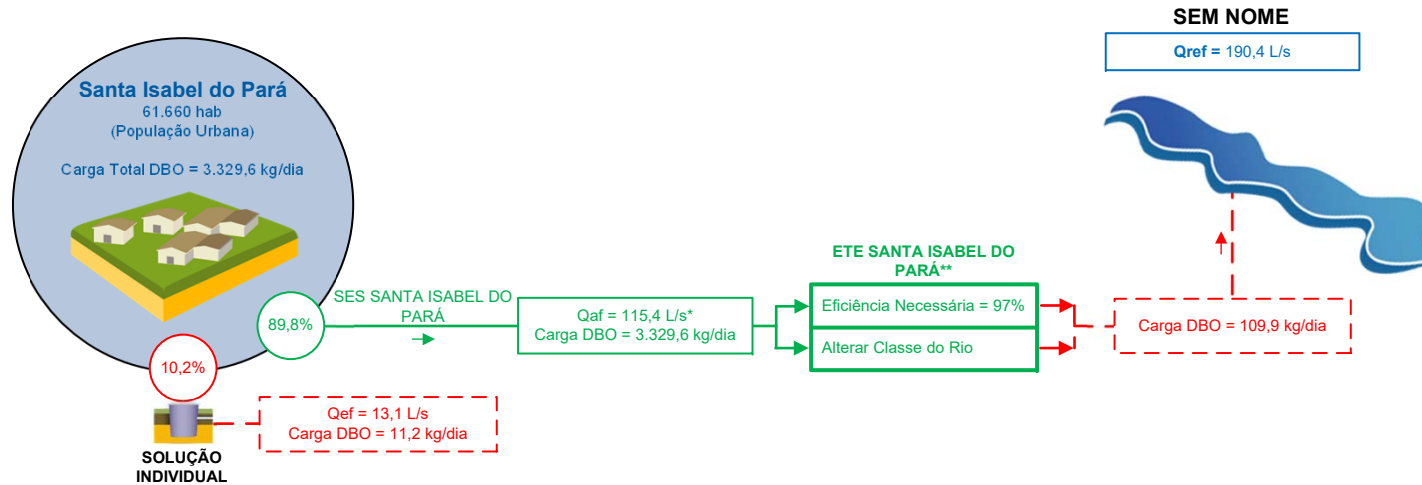 SEM NOME
Qref = 190,4 L/s
Santa Isabel do Pará
61.660 hab
(População Urbana)
Carga Total DBO = 3.329,6 kg/dia
89,8%
SES SANTA ISABEL DO
PARÁ
Qaf = 115,4 L/s*
Carga DBO = 3.329,6 kg/dia
ETE SANTA ISABEL DO
PARÁ**
Eficiência Necessária = 97%
Alterar Classe do Rio
Carga DBO = 109,9 kg/dia
10,2%
Qef = 13,1 L/s
Carga DBO = 11,2 kg/dia
SOLUÇÃO
INDIVIDUAL